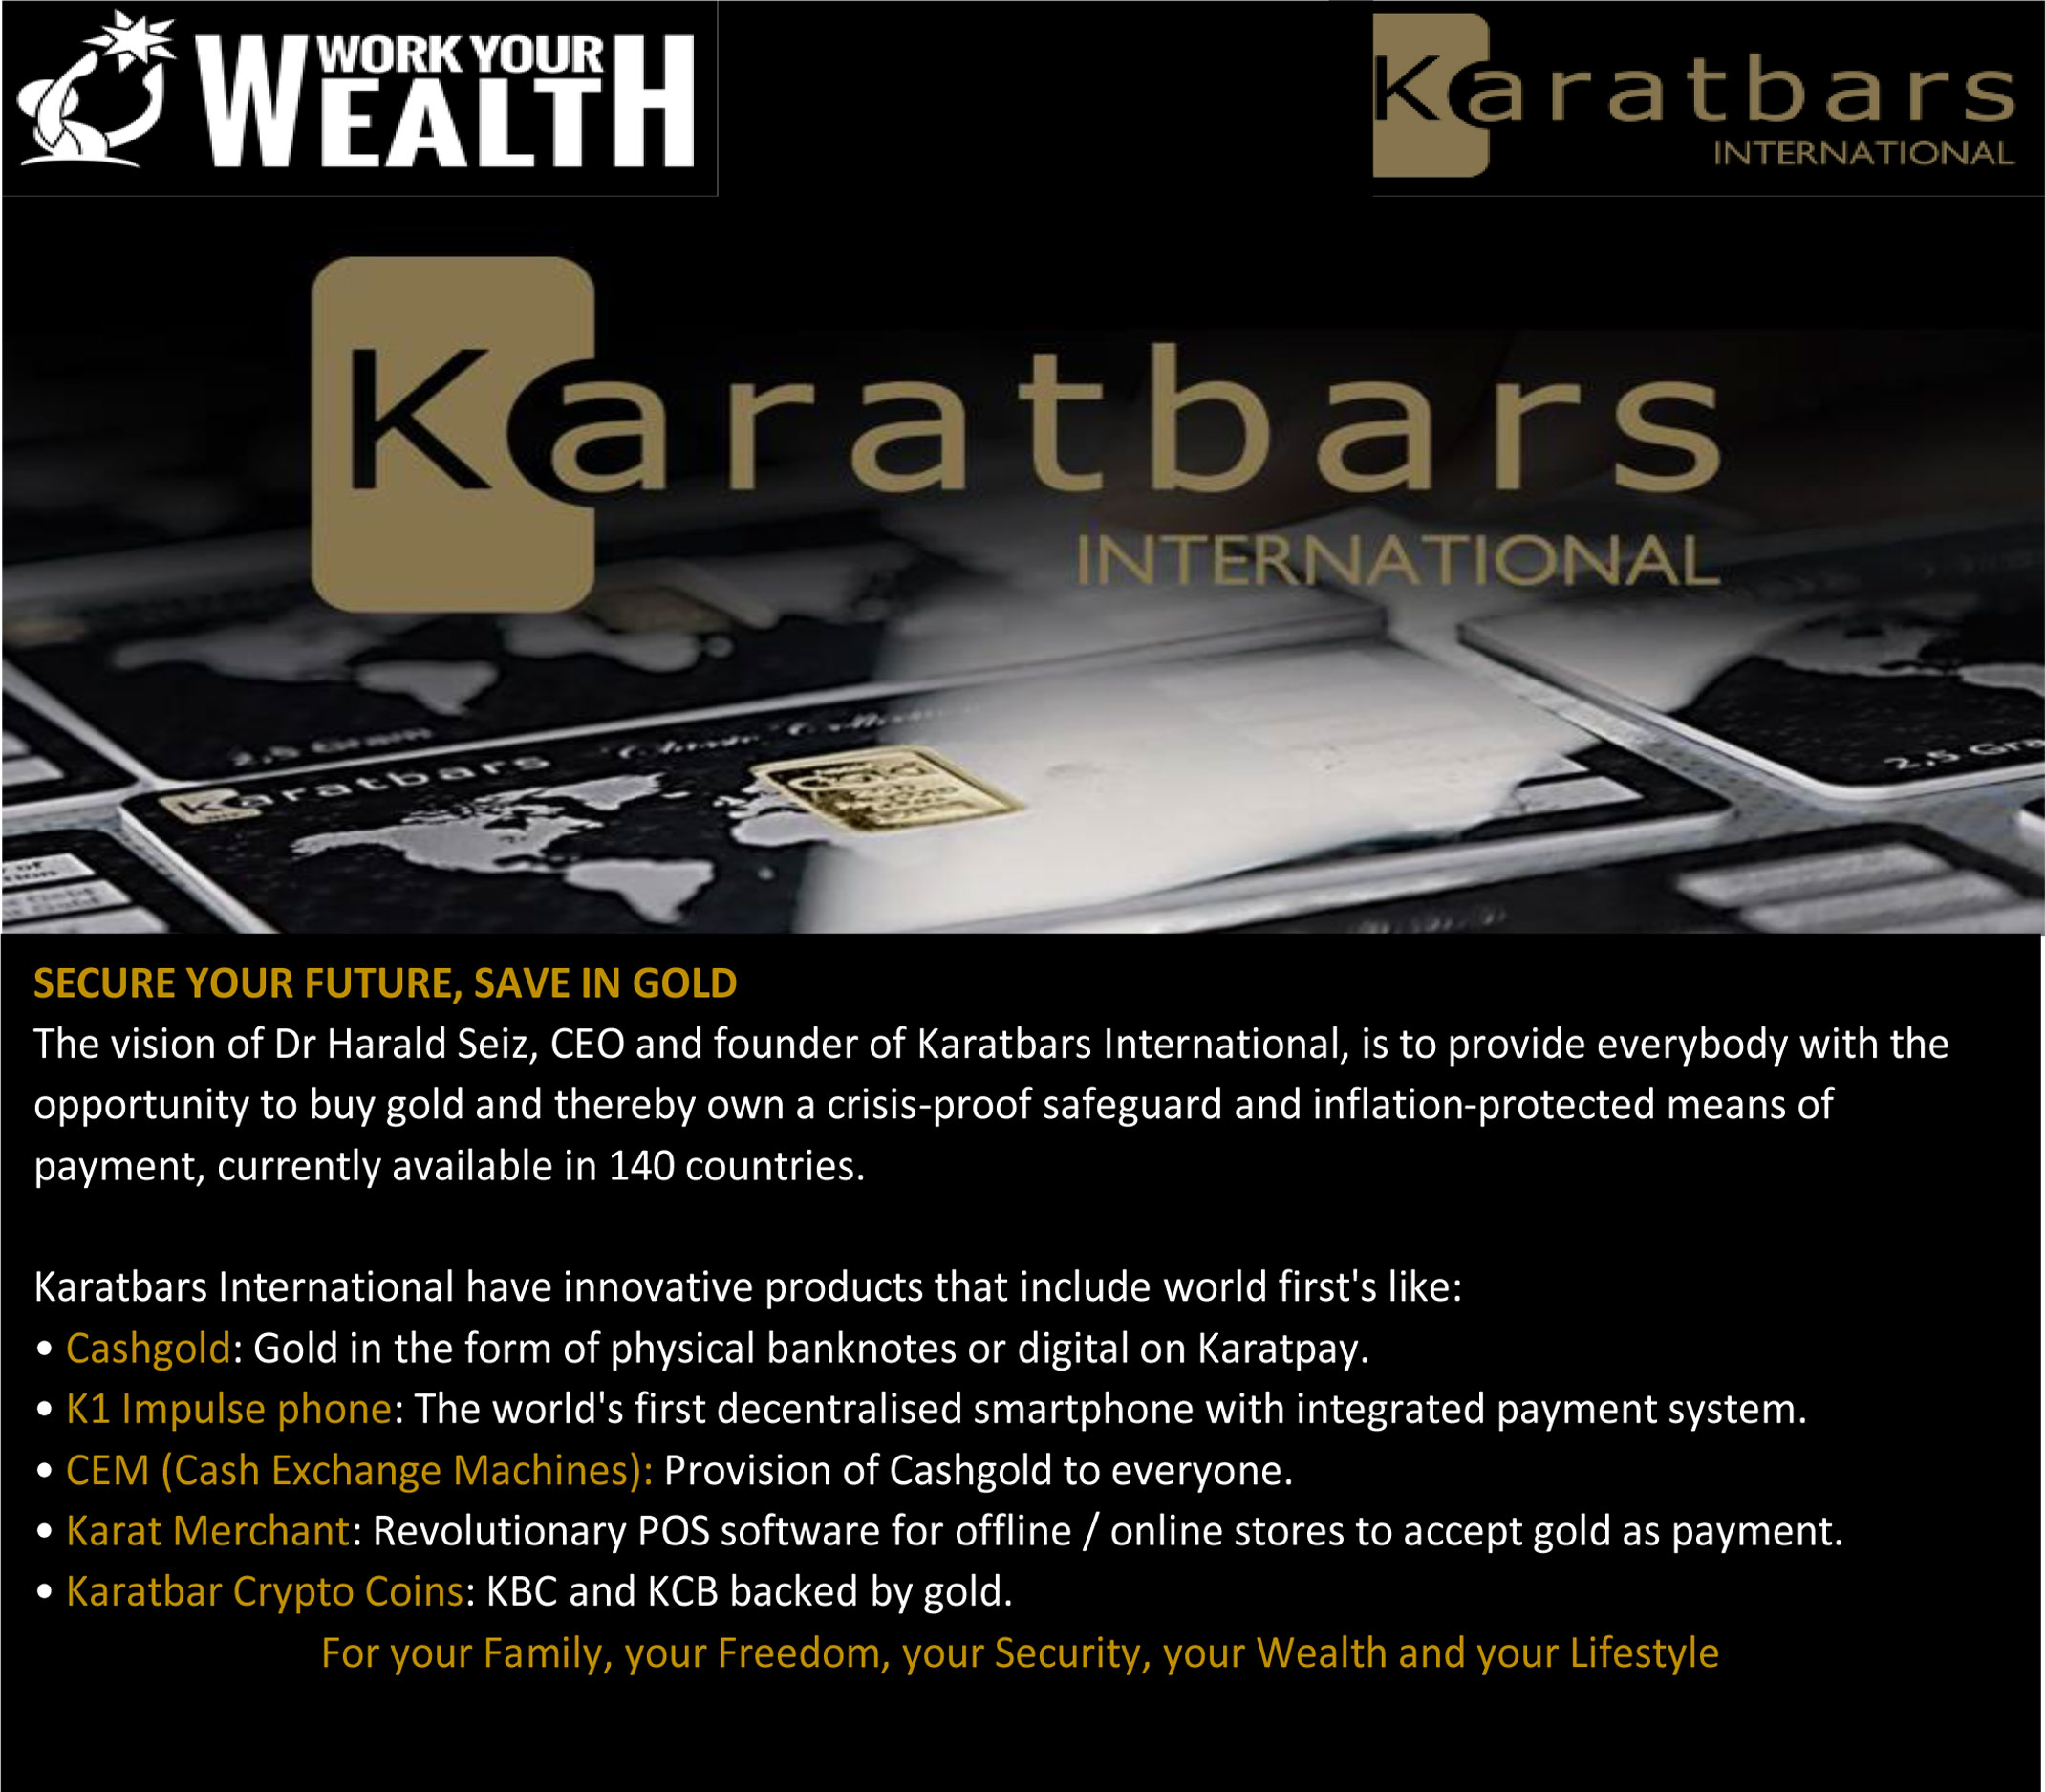 WORK YOUR
WEALTH
Karatbars
INTERNATIONAL
Karatbars
INTERNATIONAL
2,5 Gram
Karatbars
2,5 Gra
SECURE YOUR FUTURE, SAVE IN GOLD
The vision of Dr Harald Seiz, CEO and founder of Karatbars International, is to provide everybody with the
opportunity to buy gold and thereby own a crisis-proof safeguard and inflation-protected means of
payment, currently available in 140 countries.
Karatbars International have innovative products that include world first's like:
• Cashgold: Gold in the form of physical banknotes or digital on Karatpay.
• K1 Impulse phone: The world's first decentralised smartphone with integrated payment system.
• CEM (Cash Exchange Machines): Provision of Cashgold to everyone.
• Karat Merchant: Revolutionary POS software for offline / online stores to accept gold as payment.
• Karatbar Crypto Coins: KBC and KCB backed by gold.
For your Family, your Freedom, your Security, your Wealth and your Lifestyle